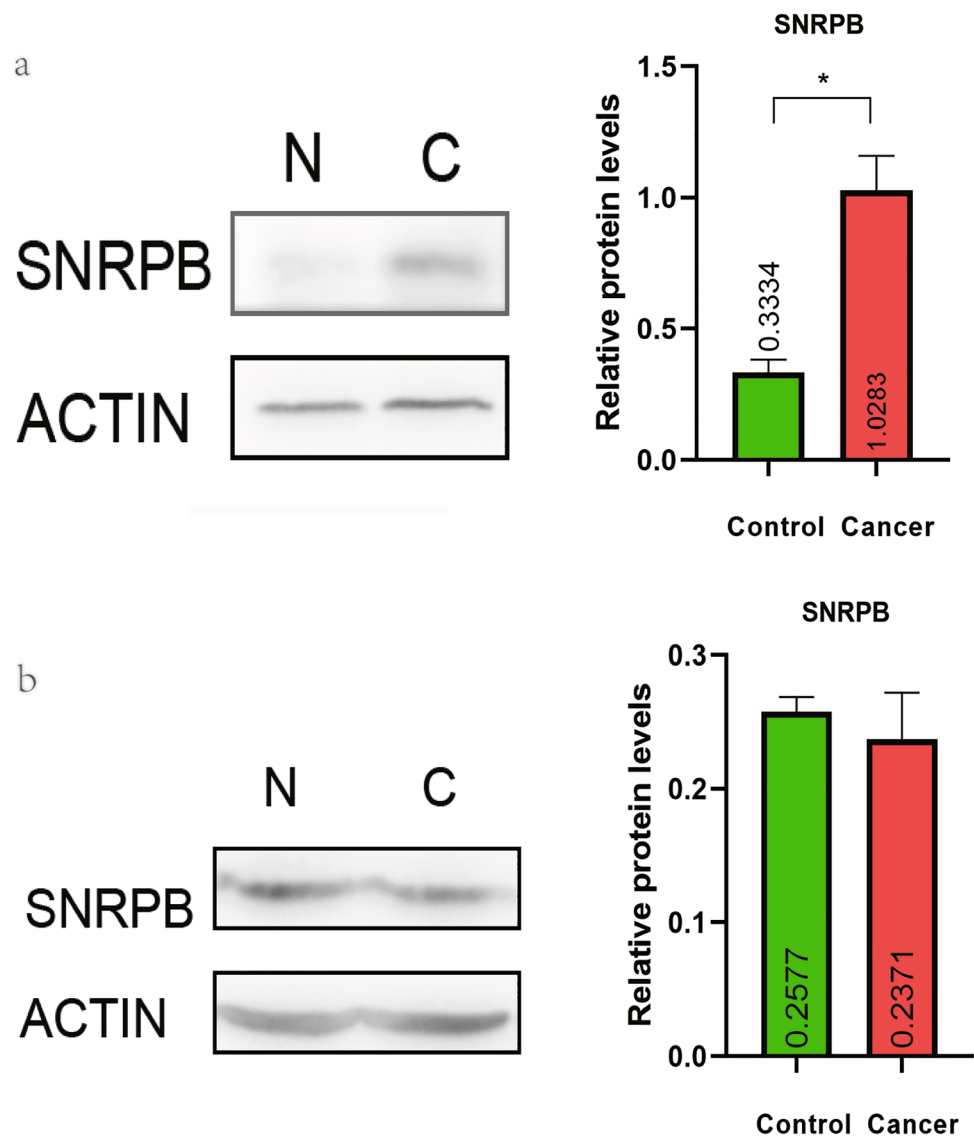 a
N C
SNRPB
ACTIN
SNRPB
Relative protein levels
1.5
1.0
0.5
0.0
*
0.3334
1.0283
Control Cancer
b
N C
SNRPB
ACTIN
SNRPB
Relative protein levels
0.3
0.2
0.1
0.0
0.2577
0.2371
Control Cancer